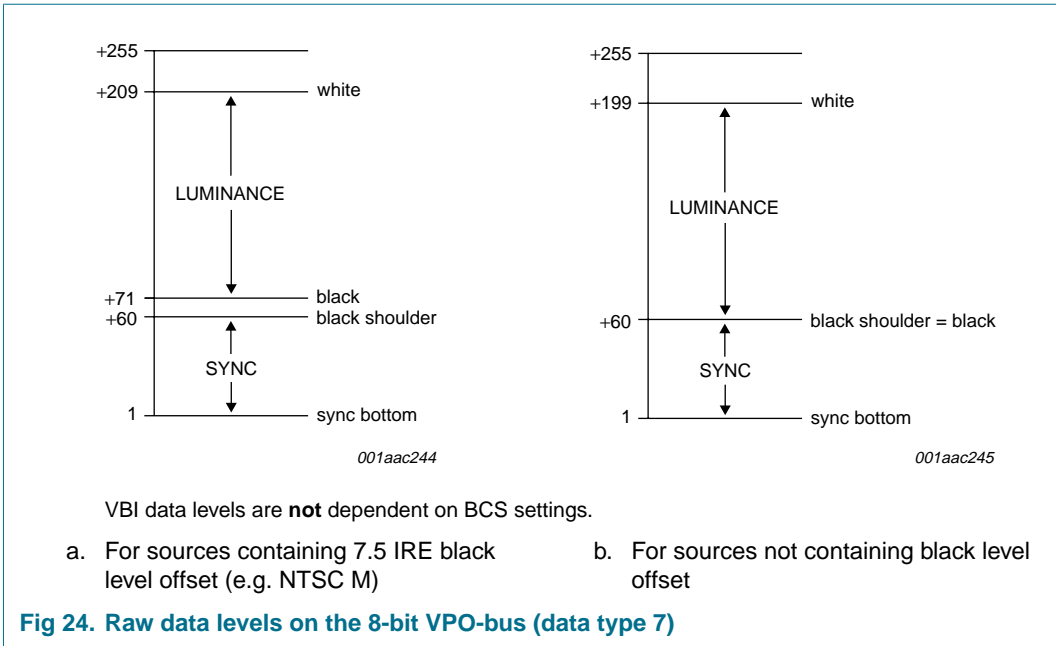 +255
+209
white
LUMINANCE
+71
black
+60
black shoulder
SYNC
1
sync bottom
001aac244
+255
+199
white
LUMINANCE
+60
black shoulder = black
SYNC
1
sync bottom
001aac245
VBI data levels are not dependent on BCS settings.
a. For sources containing 7.5 IRE black
level offset (e.g. NTSC M)
b. For sources not containing black level
offset
Fig 24. Raw data levels on the 8-bit VPO-bus (data type 7)